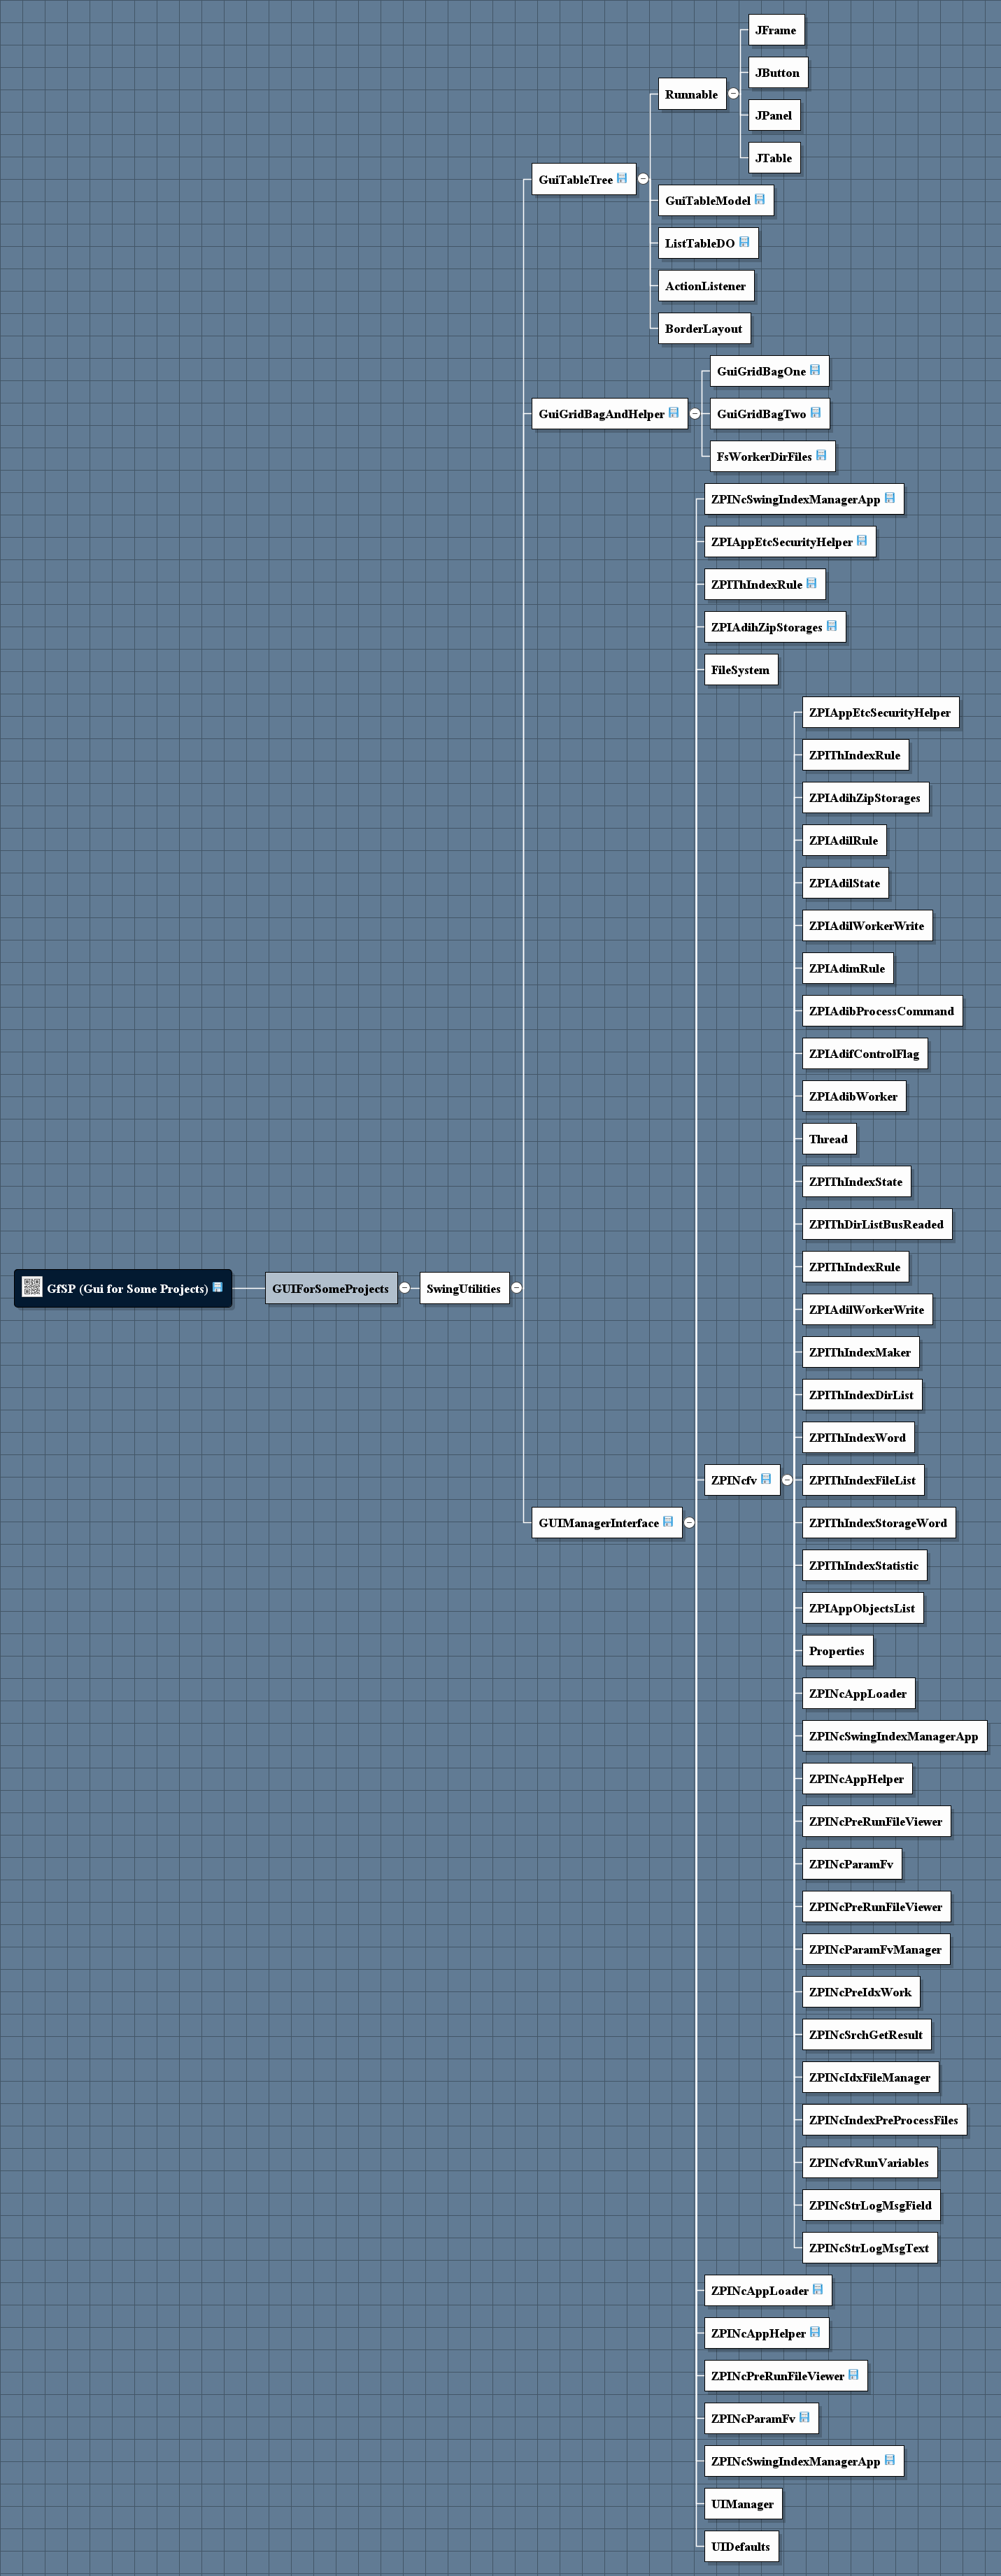 JFrame
JButton
Runnable
JPanel
JTable
GuiTableTree
GuiTableModel
ListTableDO
ActionListener
BorderLayout
GuiGridBagOne
GuiGridBagAndHelper
GuiGridBagTwo
FsWorkerDirFiles
ZPINcSwingIndexManagerApp
ZPIAppEtcSecurityHelper
ZPIThIndexRule
ZPIAdihZipStorages
FileSystem
ZPIAppEtcSecurityHelper
ZPIThIndexRule
ZPIAdihZipStorages
ZPIAdilRule
ZPIAdilState
ZPIAdilWorkerWrite
ZPIAdimRule
ZPIAdibProcessCommand
ZPIAdifControlFlag
ZPIAdibWorker
Thread
ZPIThIndexState
ZPIThDirListBusReaded
ZPIThIndexRule
GfSP (Gui for Some Projects)
GUIForSomeProjects
SwingUtilities
ZPIAdilWorkerWrite
ZPIThIndexMaker
ZPIThIndexDirList
ZPIThIndexWord
ZPINcfv
ZPIThIndexFileList
GUIManagerInterface
ZPIThIndexStorageWord
ZPIThIndexStatistic
ZPIAppObjectsList
Properties
ZPINcAppLoader
ZPINcSwingIndexManagerApp
ZPINcAppHelper
ZPINcPreRunFileViewer
ZPINcParamFv
ZPINcPreRunFileViewer
ZPINcParamFvManager
ZPINcPreIdxWork
ZPINcSrchGetResult
ZPINcIdxFileManager
ZPINcIndexPreProcessFiles
ZPINcfvRunVariables
ZPINcStrLogMsgField
ZPINcStrLogMsgText
ZPINcAppLoader
ZPINcAppHelper
ZPINcPreRunFileViewer
ZPINcParamFv
ZPINcSwingIndexManagerApp
UIManager
UIDefaults